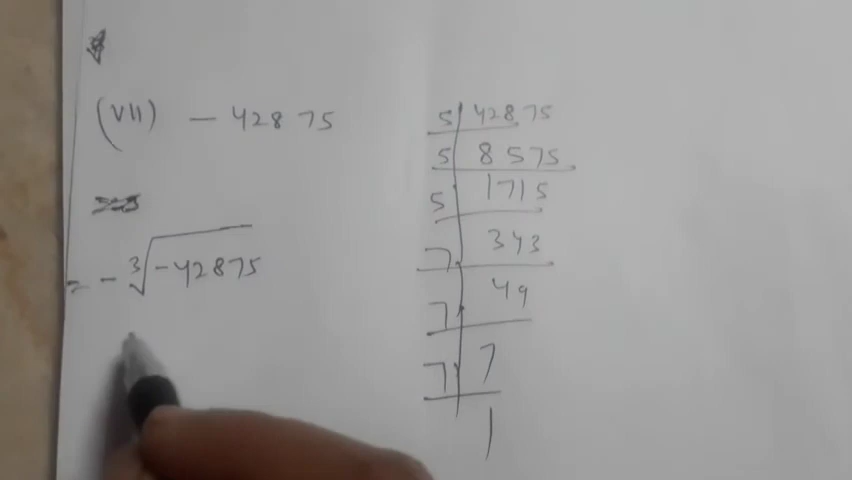 (VII) - 42875
= - ∛-42875
5 | 42875
5 | 8575
5 | 1715
7 | 343
7 | 49
7 | 7
1